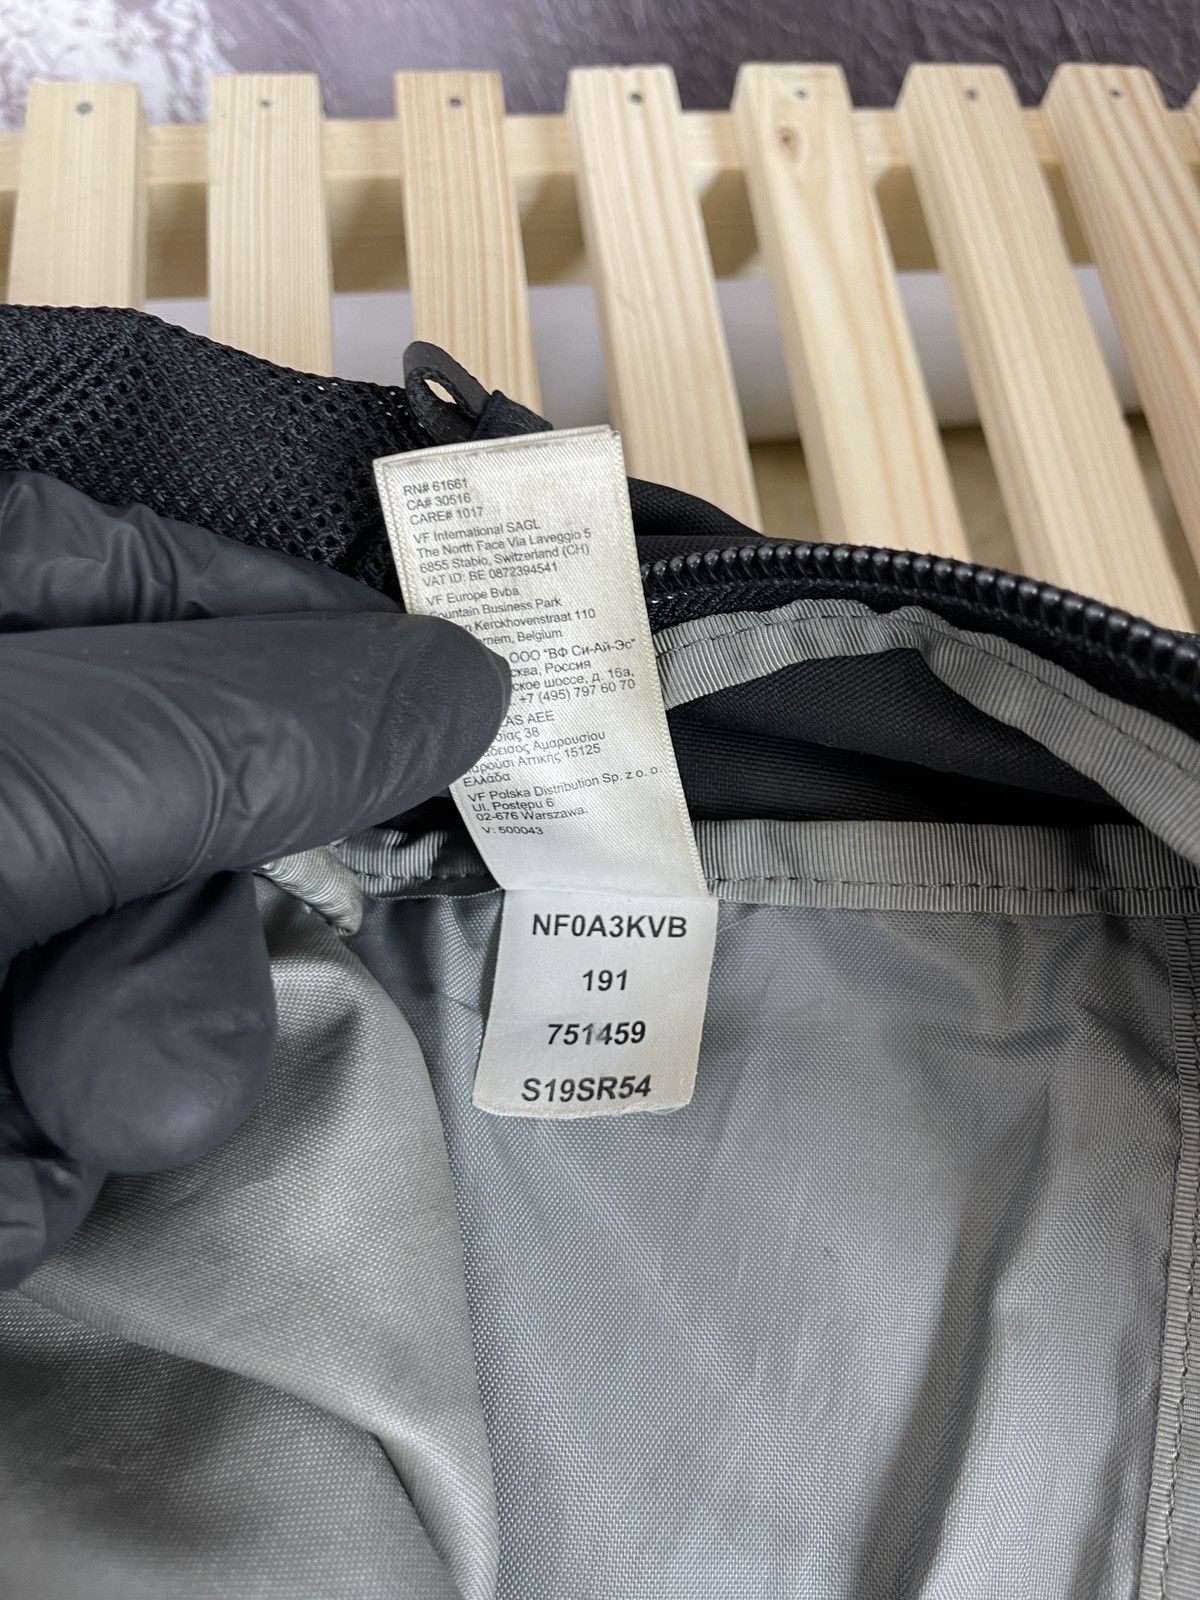 RN# 61661
CA# 30516
CARE# 1017
VF International SAGL
The North Face Via Laveggio 5
6855 Stabio, Switzerland (CH)
VAT ID: BE 0872394541
VF Europe Bvba
Business Park
Kerckhovenstraat 110
Belgium
ООО "ВФ Си-Ай-Эс"
Россия
шоссе, д. 16а,
+7 (495) 797 60 70
AEE
38
Αμαρουσίου
Αττικής 15125
Ελλάδα
VF Polska Distribution Sp. z o. o.
Ul. Postępu 6
02-676 Warszawa.
V: 500043
NF0A3KVB
191
751459
S19SR54